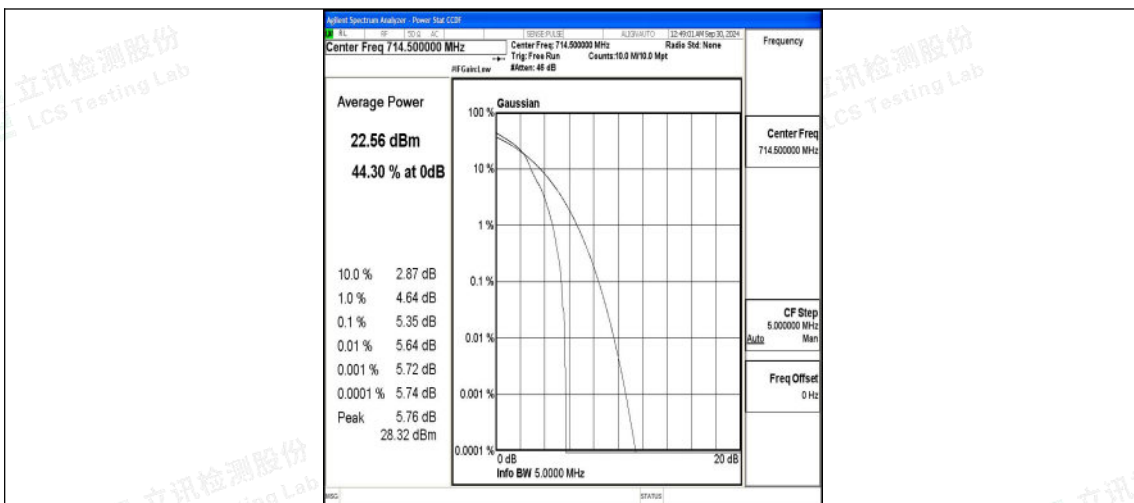 Agilent Spectrum Analyzer - Power Stat CCDF
RL RF 50 Ω AC SENSE:PULSE ALIGNAUTO 12:49:01 AM Sep 30, 2024
Center Freq 714.500000 MHz
Center Freq: 714.500000 MHz
Radio Std: None
Trig: Free Run Counts:10.0 M/10.0 Mpt
#IFGain:Low #Atten: 46 dB
Frequency
Average Power
22.56 dBm
44.30 % at 0dB
10.0 % 2.87 dB
1.0 % 4.64 dB
0.1 % 5.35 dB
0.01 % 5.64 dB
0.001 % 5.72 dB
0.0001 % 5.74 dB
Peak 5.76 dB
28.32 dBm
Gaussian
100 %
10 %
1 %
0.1 %
0.01 %
0.001 %
0.0001 %
0 dB 20 dB
Info BW 5.0000 MHz
Center Freq
714.500000 MHz
CF Step
5.000000 MHz
Auto Man
Freq Offset
0 Hz
MSG STATUS
立讯检测股份
LCS Testing Lab
立讯检测股份
LCS Testing Lab
立讯检测股份